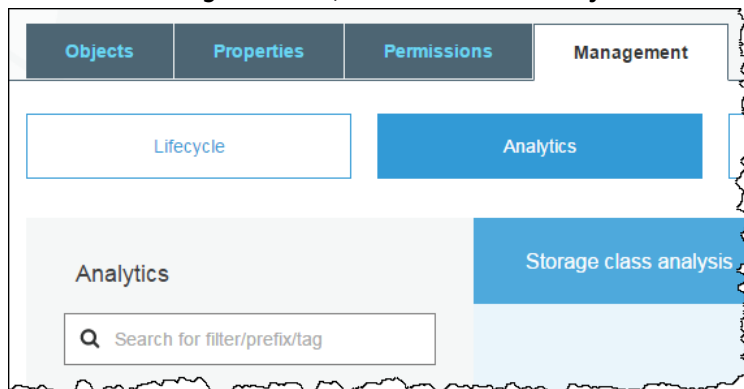 Objects Properties Permissions Management
Lifecycle Analytics
Storage class analysis
Analytics
Search for filter/prefix/tag